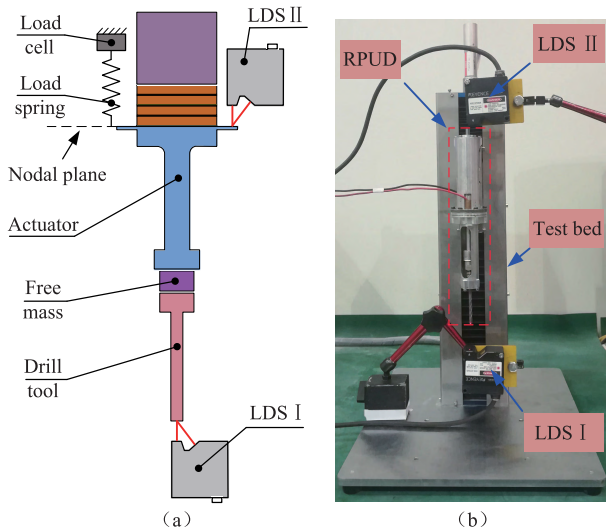 Load
cell
LDS Ⅱ
Load
spring
Nodal plane
Actuator
Free
mass
Drill
tool
LDS Ⅰ
(a)
RPUD
LDS Ⅱ
KEYENCE
Test bed
LDS Ⅰ
(b)